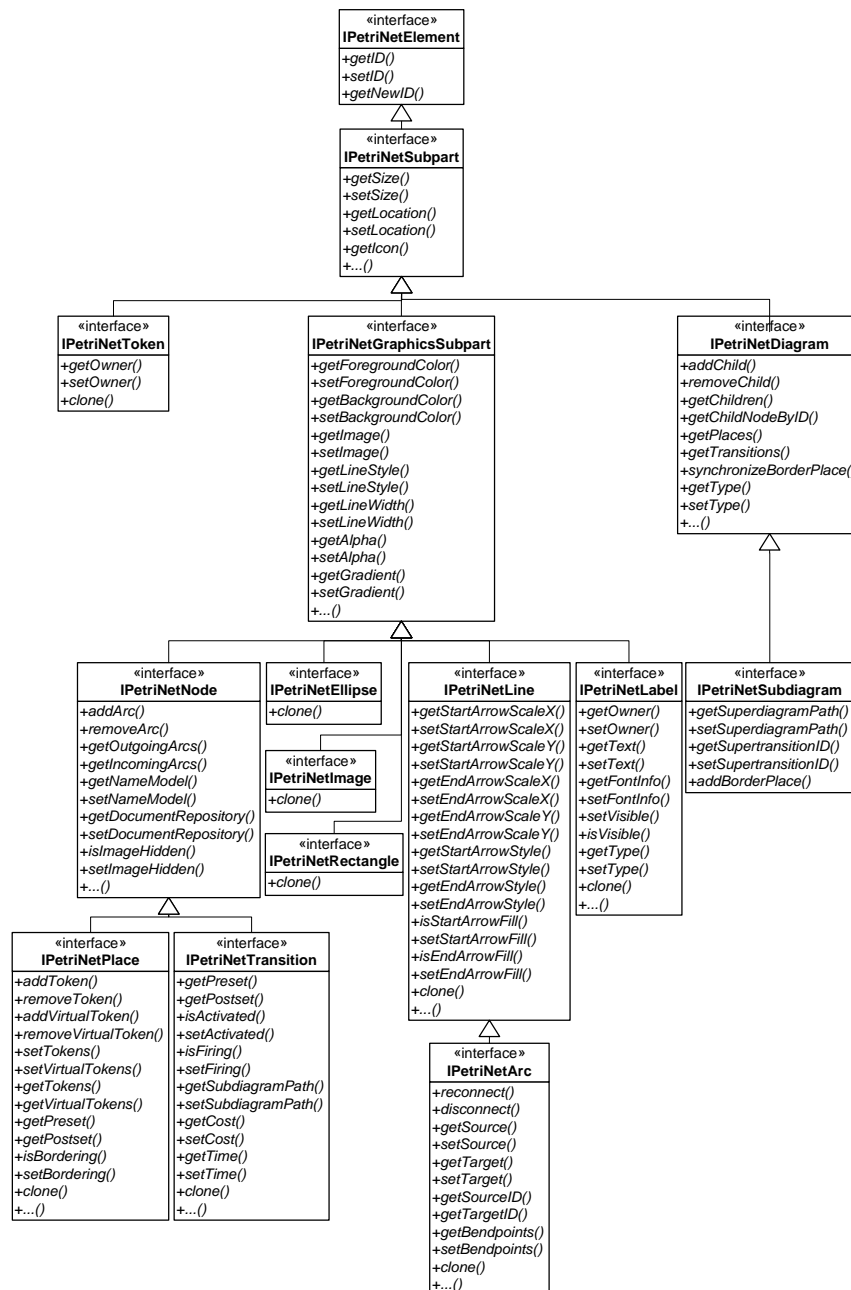 «interface»
IPetriNetElement
+getID()
+setID()
+getNewID()
«interface»
IPetriNetSubpart
+getSize()
+setSize()
+getLocation()
+setLocation()
+getIcon()
+...()
«interface»
IPetriNetToken
+getOwner()
+setOwner()
+clone()
«interface»
IPetriNetGraphicsSubpart
+getForegroundColor()
+setForegroundColor()
+getBackgroundColor()
+setBackgroundColor()
+getImage()
+setImage()
+getLineStyle()
+setLineStyle()
+getLineWidth()
+setLineWidth()
+getAlpha()
+setAlpha()
+getGradient()
+setGradient()
+...()
«interface»
IPetriNetDiagram
+addChild()
+removeChild()
+getChildren()
+getChildNodeByID()
+getPlaces()
+getTransitions()
+synchronizeBorderPlace(
+getType()
+setType()
+...()
«interface»
IPetriNetNode
+addArc()
+removeArc()
+getOutgoingArcs()
+getIncomingArcs()
+getNameModel()
+setNameModel()
+getDocumentRepository()
+setDocumentRepository()
+isImageHidden()
+setImageHidden()
+...()
«interface»
IPetriNetEllipse
+clone()
«interface»
IPetriNetImage
+clone()
«interface»
IPetriNetRectangle
+clone()
«interface»
IPetriNetLine
+getStartArrowScaleX()
+setStartArrowScaleX()
+getStartArrowScaleY()
+setStartArrowScaleY()
+getEndArrowScaleX()
+setEndArrowScaleX()
+getEndArrowScaleY()
+setEndArrowScaleY()
+getStartArrowStyle()
+setStartArrowStyle()
+getEndArrowStyle()
+setEndArrowStyle()
+isStartArrowFill()
+setStartArrowFill()
+isEndArrowFill()
+setEndArrowFill()
+clone()
+...()
«interface»
IPetriNetLabel
+getOwner()
+setOwner()
+getText()
+setText()
+getFontInfo()
+setFontInfo()
+setVisible()
+isVisible()
+getType()
+setType()
+clone()
+...()
«interface»
IPetriNetSubdiagram
+getSuperdiagramPath()
+setSuperdiagramPath()
+getSupertransitionID()
+setSupertransitionID()
+addBorderPlace()
«interface»
IPetriNetPlace
+addToken()
+removeToken()
+addVirtualToken()
+removeVirtualToken()
+setTokens()
+setVirtualTokens()
+getTokens()
+getVirtualTokens()
+getPreset()
+getPostset()
+isBordering()
+setBordering()
+clone()
+...()
«interface»
IPetriNetTransition
+getPreset()
+getPostset()
+isActivated()
+setActivated()
+isFiring()
+setFiring()
+getSubdiagramPath()
+setSubdiagramPath()
+getCost()
+setCost()
+getTime()
+setTime()
+clone()
+...()
«interface»
IPetriNetArc
+reconnect()
+disconnect()
+getSource()
+setSource()
+getTarget()
+setTarget()
+getSourceID()
+getTargetID()
+getBendpoints()
+setBendpoints()
+clone()
+...()